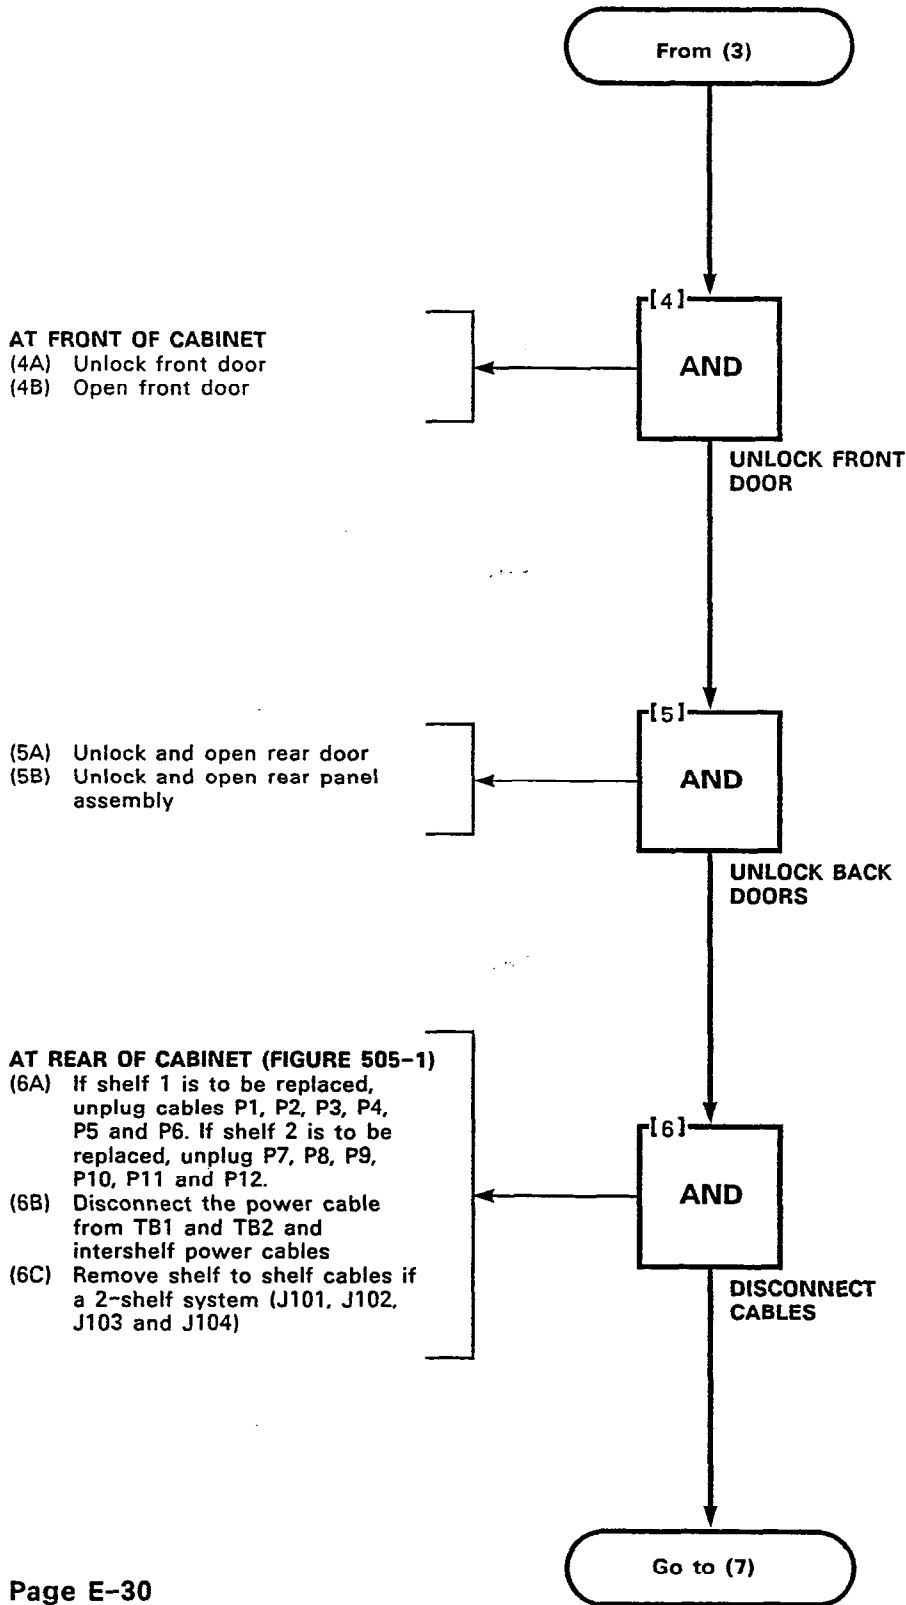 From (3)
[4]
AND
AT FRONT OF CABINET
(4A) Unlock front door
(4B) Open front door
UNLOCK FRONT
DOOR
[5]
AND
(5A) Unlock and open rear door
(5B) Unlock and open rear panel
assembly
UNLOCK BACK
DOORS
AT REAR OF CABINET (FIGURE 505-1)
(6A) If shelf 1 is to be replaced,
unplug cables P1, P2, P3, P4,
P5 and P6. If shelf 2 is to be
replaced, unplug P7, P8, P9,
P10, P11 and P12.
(6B) Disconnect the power cable
from TB1 and TB2 and
intershelf power cables
(6C) Remove shelf to shelf cables if
a 2-shelf system (J101, J102,
J103 and J104)
[6]
AND
DISCONNECT
CABLES
Go to (7)
Page E-30